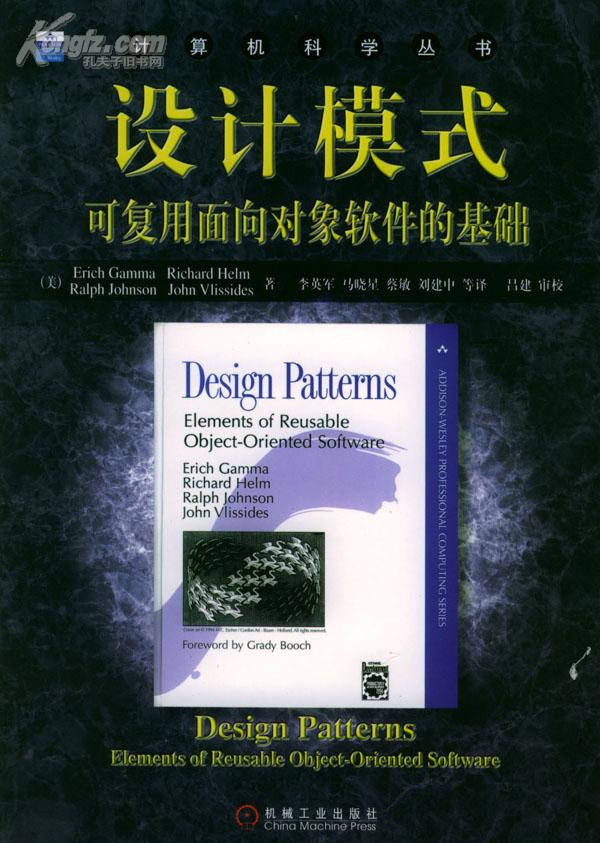 Kongfz.com
孔夫子旧书网
计算机科学丛书
设计模式
可复用面向对象软件的基础
(美) Erich Gamma Richard Helm
Ralph Johnson John Vlissides 著 李英军 马晓星 蔡敏 刘建中 等译 吕建 审校
Design Patterns
Elements of Reusable
Object-Oriented Software
Erich Gamma
Richard Helm
Ralph Johnson
John Vlissides
Foreword by Grady Booch
ADDISON-WESLEY PROFESSIONAL COMPUTING SERIES
Design Patterns
Elements of Reusable Object-Oriented Software
机械工业出版社
China Machine Press